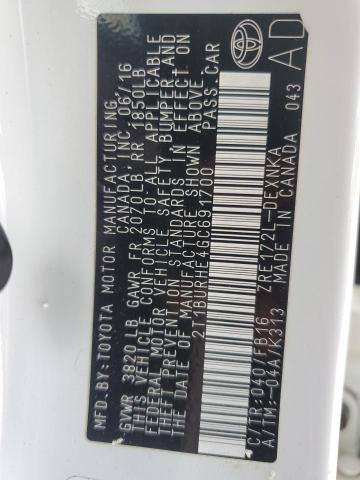 MFD. BY: TOYOTA MOTOR MANUFACTURING
CANADA, INC. 06/16
GVWR 3820 LB GAWR FR 2070LB RR 1850LB
THIS VEHICLE CONFORMS TO ALL APPLICABLE
FEDERAL MOTOR VEHICLE SAFETY BUMPER AND
THEFT PREVENTION STANDARDS IN EFFECT ON
THE DATE OF MANUFACTURE SHOWN ABOVE
2T1BURHE4GC691700 PASS.CAR
C/TR:040/FB16 ZRE172L-DEXNKA
A/TM:-04A/K313 MADE IN CANADA 043
AD